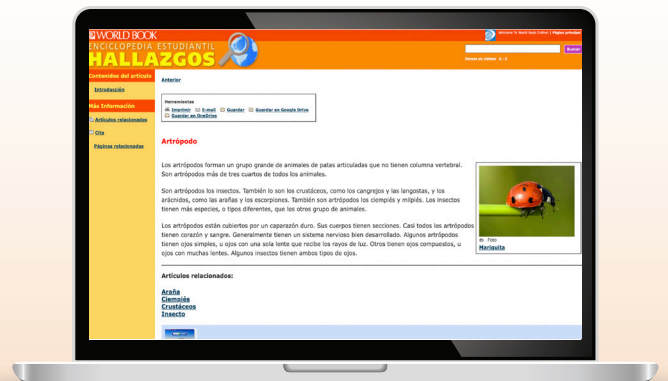 WORLD BOOK
Welcome To World Book Online! | Página principal
ENCICLOPEDIA ESTUDIANTIL
HALLAZGOS
Buscar
Contenidos del artículo
Introducción
Más Información
Artículos relacionados
Cita
Páginas relacionadas
Anterior
Herramientas
Imprimir E-mail Guardar Guardar en Google Drive
Guardar en OneDrive
Artrópodo
Los artrópodos forman un grupo grande de animales de patas articuladas que no tienen columna vertebral.
Son artrópodos más de tres cuartos de todos los animales.
Son artrópodos los insectos. También lo son los crustáceos, como los cangrejos y las langostas, y los
arácnidos, como las arañas y los escorpiones. También son artrópodos los ciempiés y milpiés. Los insectos
tienen más especies, o tipos diferentes, que los otros grupo de animales.
Los artrópodos están cubiertos por un caparazón duro. Sus cuerpos tienen secciones. Casi todos los artrópodos
tienen corazón y sangre. Generalmente tienen un sistema nervioso bien desarrollado. Algunos artrópodos
tienen ojos simples, u ojos con una sola lente que recibe los rayos de luz. Otros tienen ojos compuestos, u
ojos con muchas lentes. Algunos insectos tienen ambos tipos de ojos.
Foto
Mariquita
Artículos relacionados:
Araña
Ciempiés
Crustáceos
Insecto